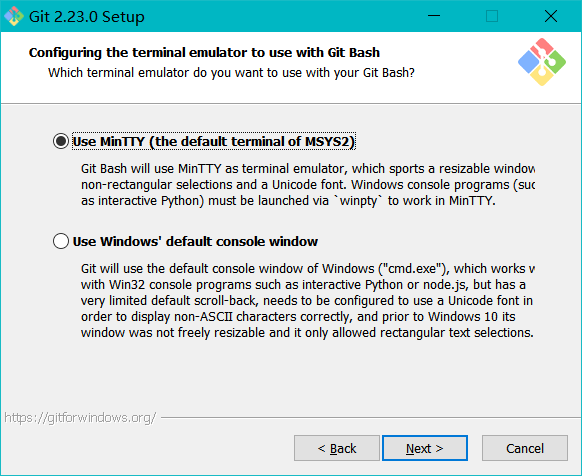 Git 2.23.0 Setup
Configuring the terminal emulator to use with Git Bash
Which terminal emulator do you want to use with your Git Bash?
Use MinTTY (the default terminal of MSYS2)
Git Bash will use MinTTY as terminal emulator, which sports a resizable window
non-rectangular selections and a Unicode font. Windows console programs (suc
as interactive Python) must be launched via `winpty` to work in MinTTY.
Use Windows' default console window
Git will use the default console window of Windows ("cmd.exe"), which works w
with Win32 console programs such as interactive Python or node.js, but has a
very limited default scroll-back, needs to be configured to use a Unicode font in
order to display non-ASCII characters correctly, and prior to Windows 10 its
window was not freely resizable and it only allowed rectangular text selections.
https://gitforwindows.org/
< Back
Next >
Cancel